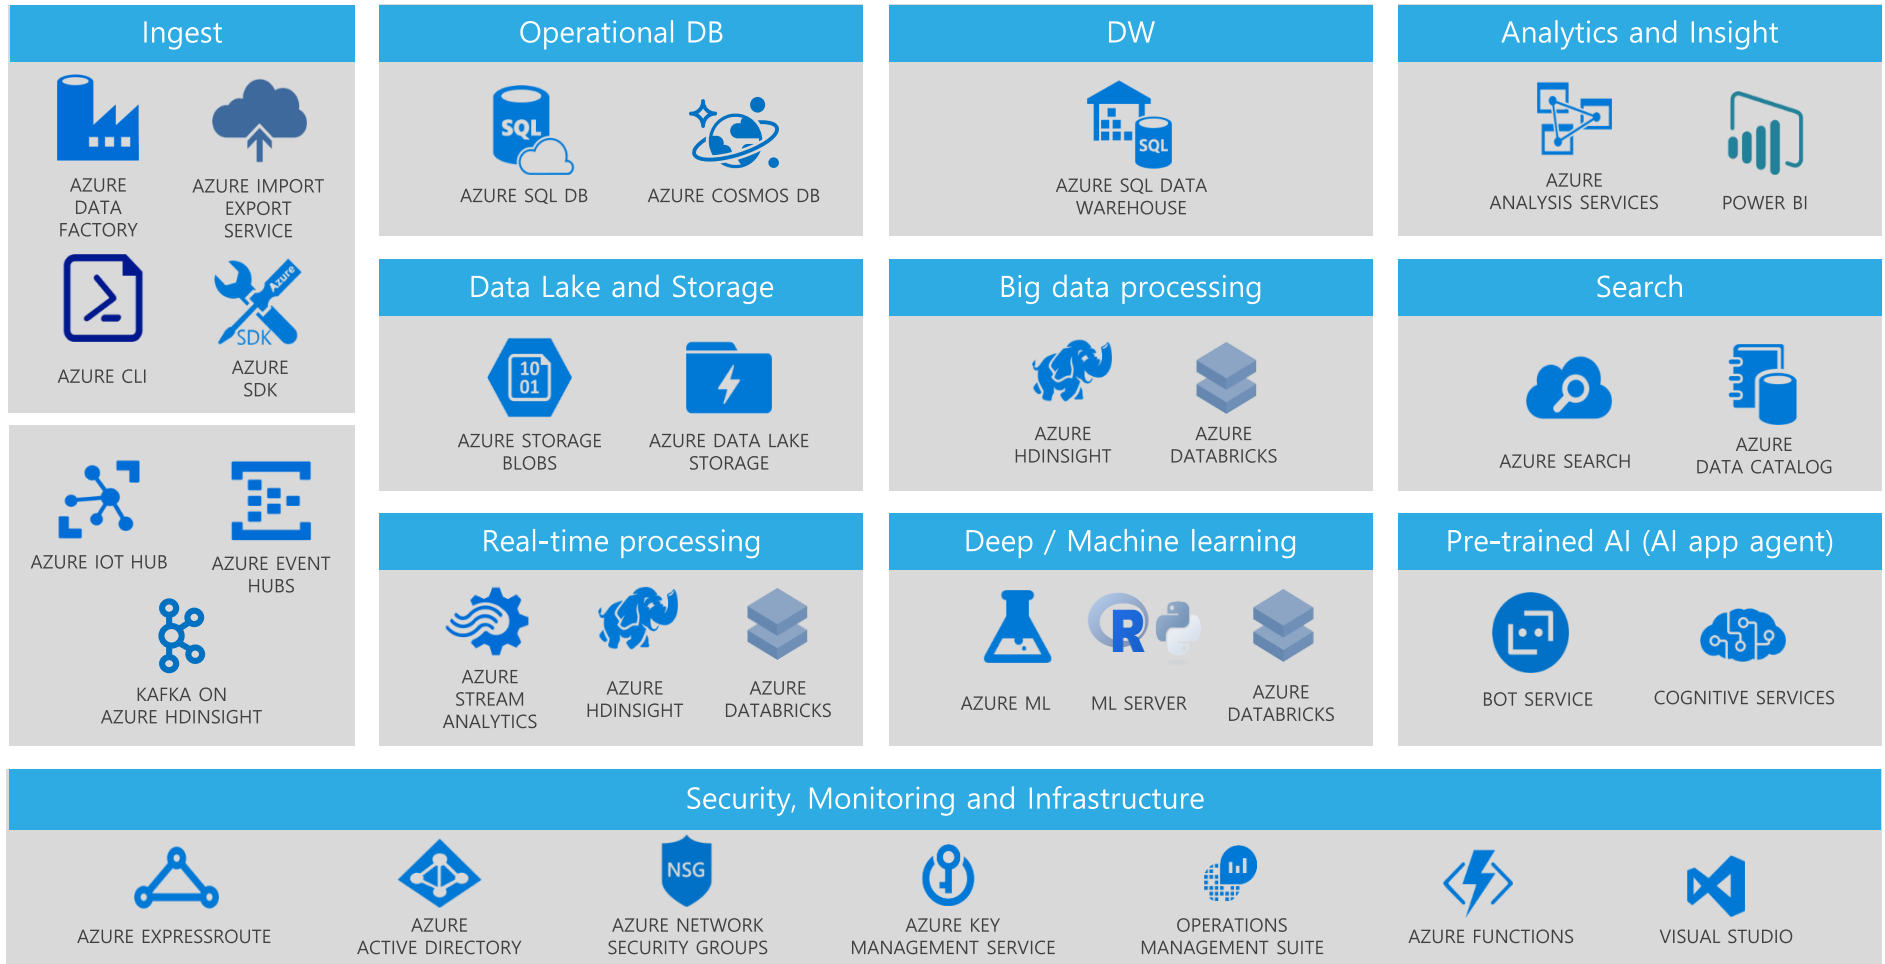 Ingest
AZURE
DATA
FACTORY
AZURE IMPORT
EXPORT
SERVICE
AZURE CLI
Azure
SDK
AZURE
SDK
AZURE IOT HUB
AZURE EVENT
HUBS
KAFKA ON
AZURE HDINSIGHT
Operational DB
SQL
AZURE SQL DB
AZURE COSMOS DB
DW
SQL
AZURE SQL DATA
WAREHOUSE
Analytics and Insight
AZURE
ANALYSIS SERVICES
POWER BI
Data Lake and Storage
10
01
AZURE STORAGE
BLOBS
AZURE DATA LAKE
STORAGE
Big data processing
AZURE
HDINSIGHT
AZURE
DATABRICKS
Search
AZURE SEARCH
AZURE
DATA CATALOG
Real-time processing
AZURE
STREAM
ANALYTICS
AZURE
HDINSIGHT
AZURE
DATABRICKS
Deep / Machine learning
AZURE ML
R
ML SERVER
AZURE
DATABRICKS
Pre-trained AI (AI app agent)
BOT SERVICE
COGNITIVE SERVICES
Security, Monitoring and Infrastructure
AZURE EXPRESSROUTE
AZURE
ACTIVE DIRECTORY
NSG
AZURE NETWORK
SECURITY GROUPS
AZURE KEY
MANAGEMENT SERVICE
OPERATIONS
MANAGEMENT SUITE
AZURE FUNCTIONS
VISUAL STUDIO